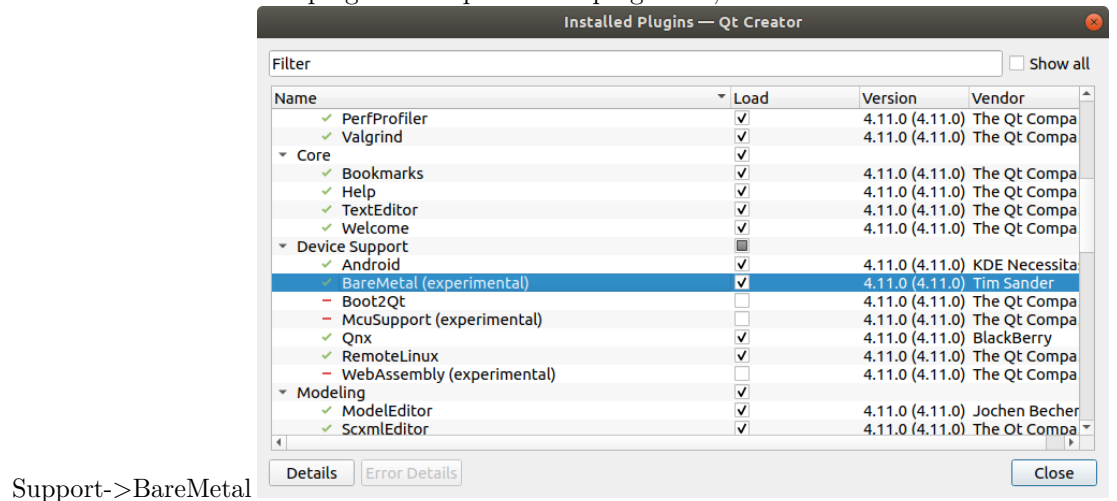 Installed Plugins — Qt Creator
Filter Show all
Name Load Version Vendor
PerfProfiler 4.11.0 (4.11.0) The Qt Compa
Valgrind 4.11.0 (4.11.0) The Qt Compa
Core
Bookmarks 4.11.0 (4.11.0) The Qt Compa
Help 4.11.0 (4.11.0) The Qt Compa
TextEditor 4.11.0 (4.11.0) The Qt Compa
Welcome 4.11.0 (4.11.0) The Qt Compa
Device Support
Android 4.11.0 (4.11.0) KDE Necessita
BareMetal (experimental) 4.11.0 (4.11.0) Tim Sander
Boot2Qt 4.11.0 (4.11.0) The Qt Compa
McuSupport (experimental) 4.11.0 (4.11.0) The Qt Compa
Qnx 4.11.0 (4.11.0) BlackBerry
RemoteLinux 4.11.0 (4.11.0) The Qt Compa
WebAssembly (experimental) 4.11.0 (4.11.0) The Qt Compa
Modeling
ModelEditor 4.11.0 (4.11.0) Jochen Becher
ScxmlEditor 4.11.0 (4.11.0) The Qt Compa
Details Error Details Close
Support->BareMetal